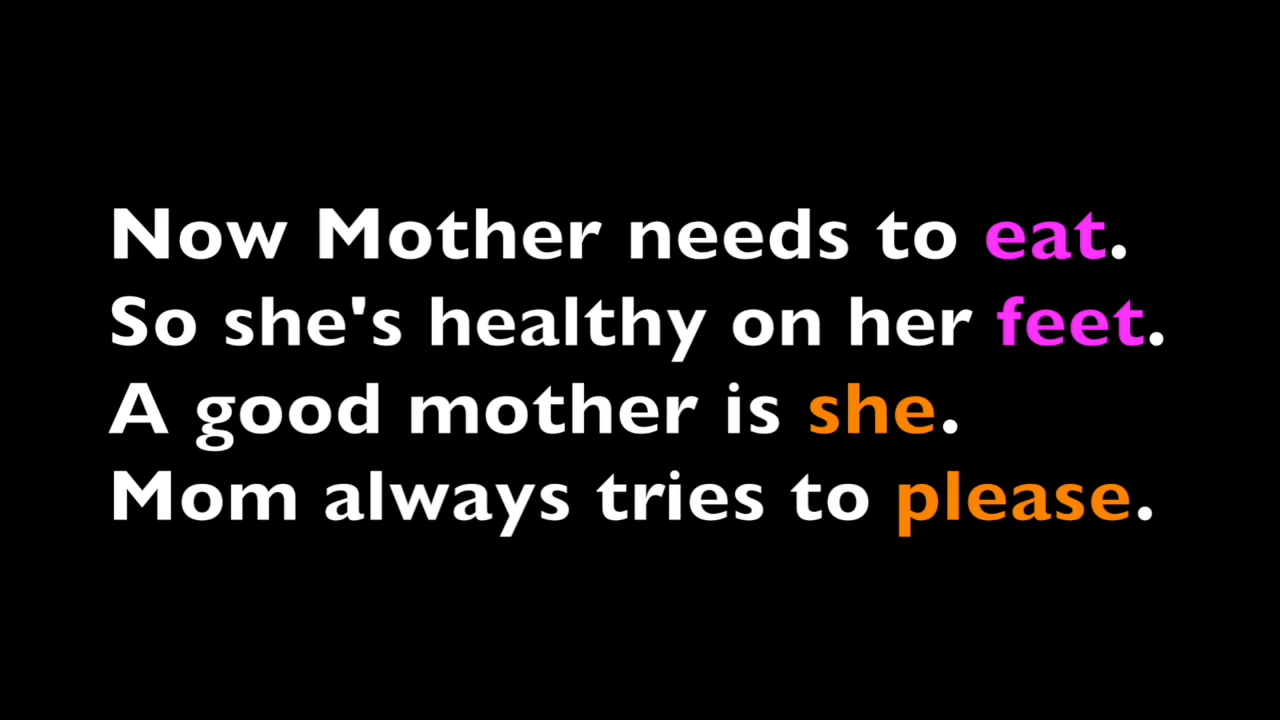 Now Mother needs to eat.
So she's healthy on her feet.
A good mother is she.
Mom always tries to please.